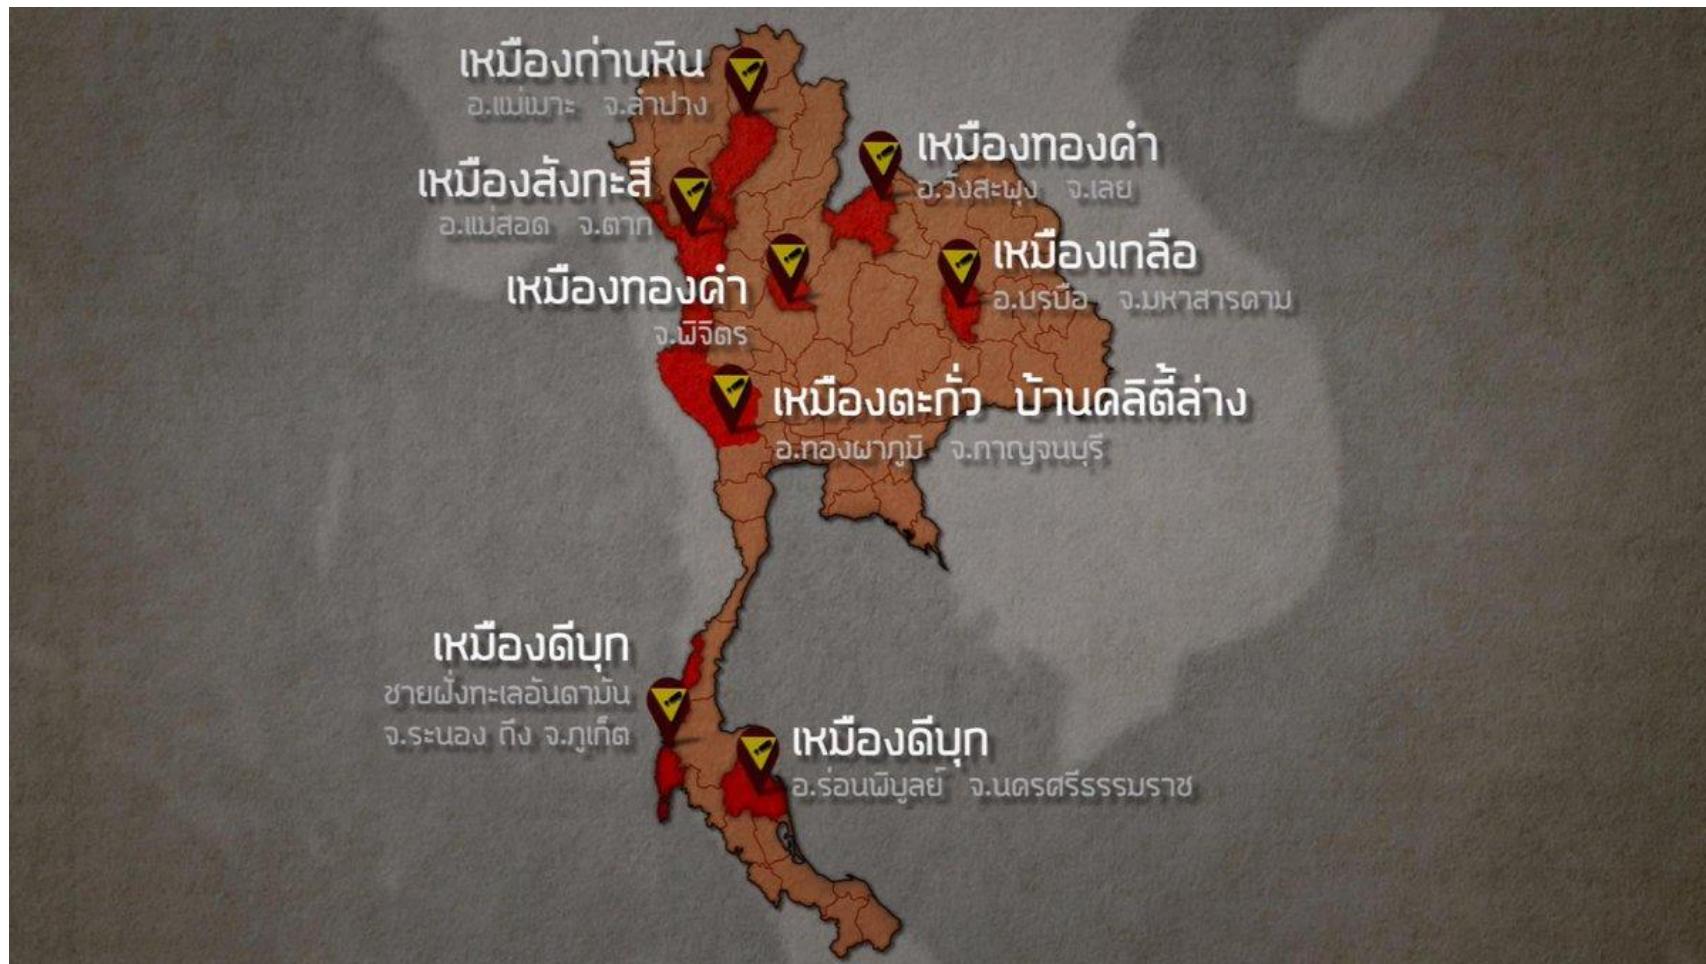 เหมืองถ่านหิน
อ.แม่เมาะ จ.ลำปาง
เหมืองทองคำ
อ.วังสะพุง จ.เลย
เหมืองสังกะสี
อ.แม่สอด จ.ตาก
เหมืองเกลือ
อ.บรบือ จ.มหาสารคาม
เหมืองทองคำ
จ.พิจิตร
เหมืองตะกั่ว บ้านคลิตี้ล่าง
อ.ทองผาภูมิ จ.กาญจนบุรี
เหมืองดีบุก
ชายฝั่งทะเลอันดามัน
จ.ระนอง ถึง จ.ภูเก็ต
เหมืองดีบุก
อ.ร่อนพิบูลย์ จ.นครศรีธรรมราช